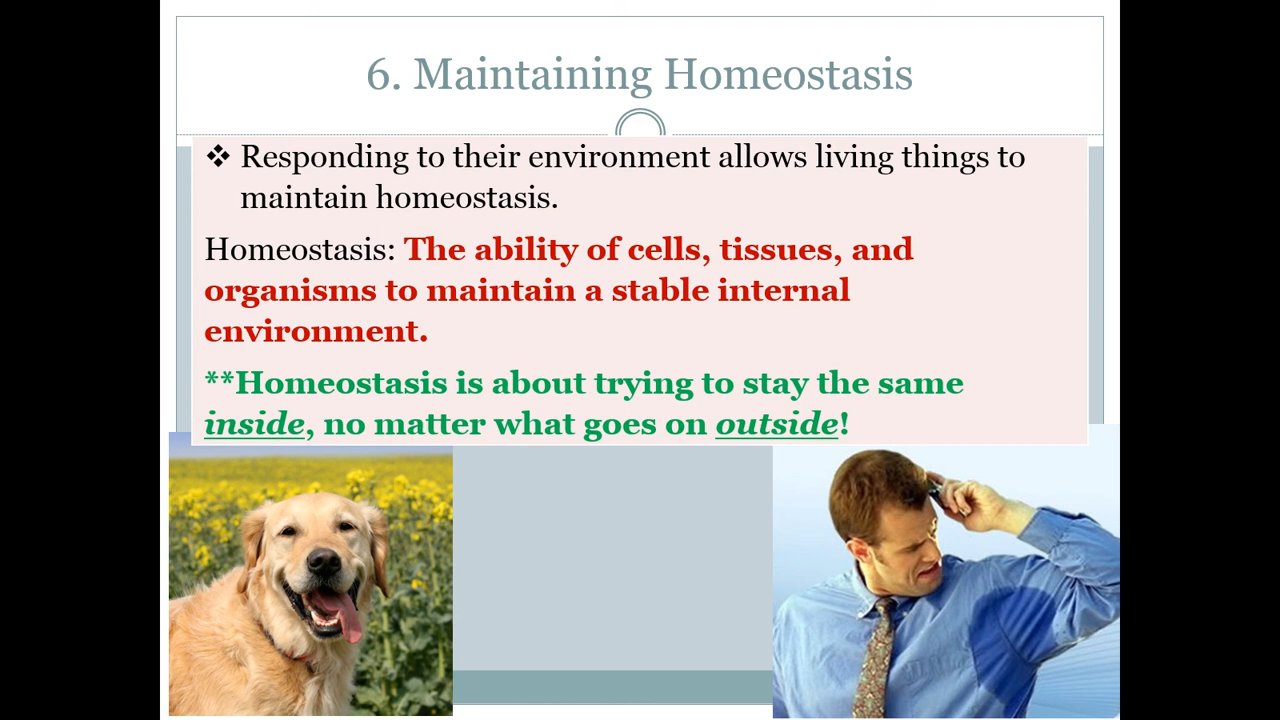 6. Maintaining Homeostasis
❖ Responding to their environment allows living things to
maintain homeostasis.
Homeostasis: The ability of cells, tissues, and
organisms to maintain a stable internal
environment.
**Homeostasis is about trying to stay the same
inside, no matter what goes on outside!